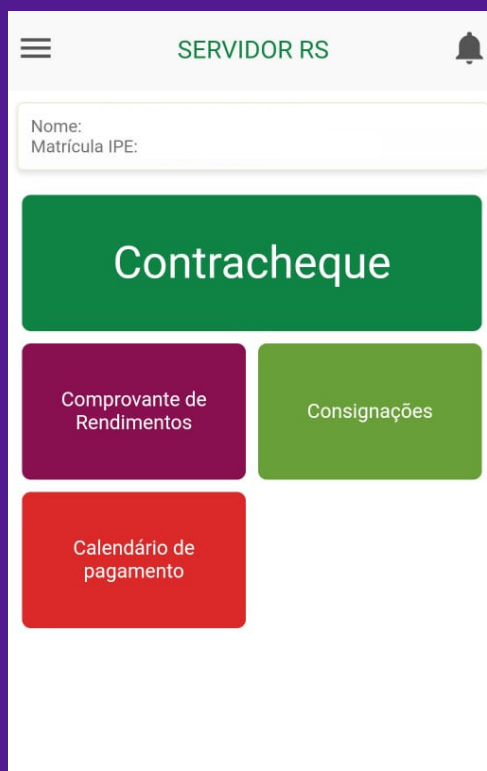 SERVIDOR RS
Nome:
Matrícula IPE:
Contracheque
Comprovante de
Rendimentos
Consignações
Calendário de
pagamento